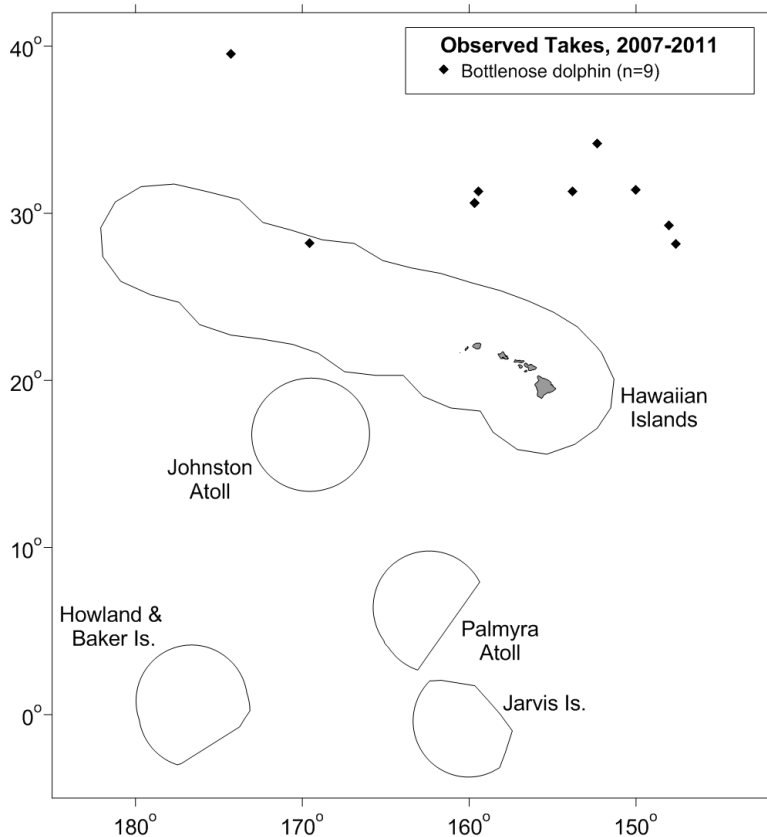 Observed Takes, 2007-2011
Bottlenose dolphin (n=9)
40°
30°
20°
10°
0°
Hawaiian
Islands
Johnston
Atoll
Howland &
Baker Is.
Palmyra
Atoll
Jarvis Is.
180°
170°
160°
150°